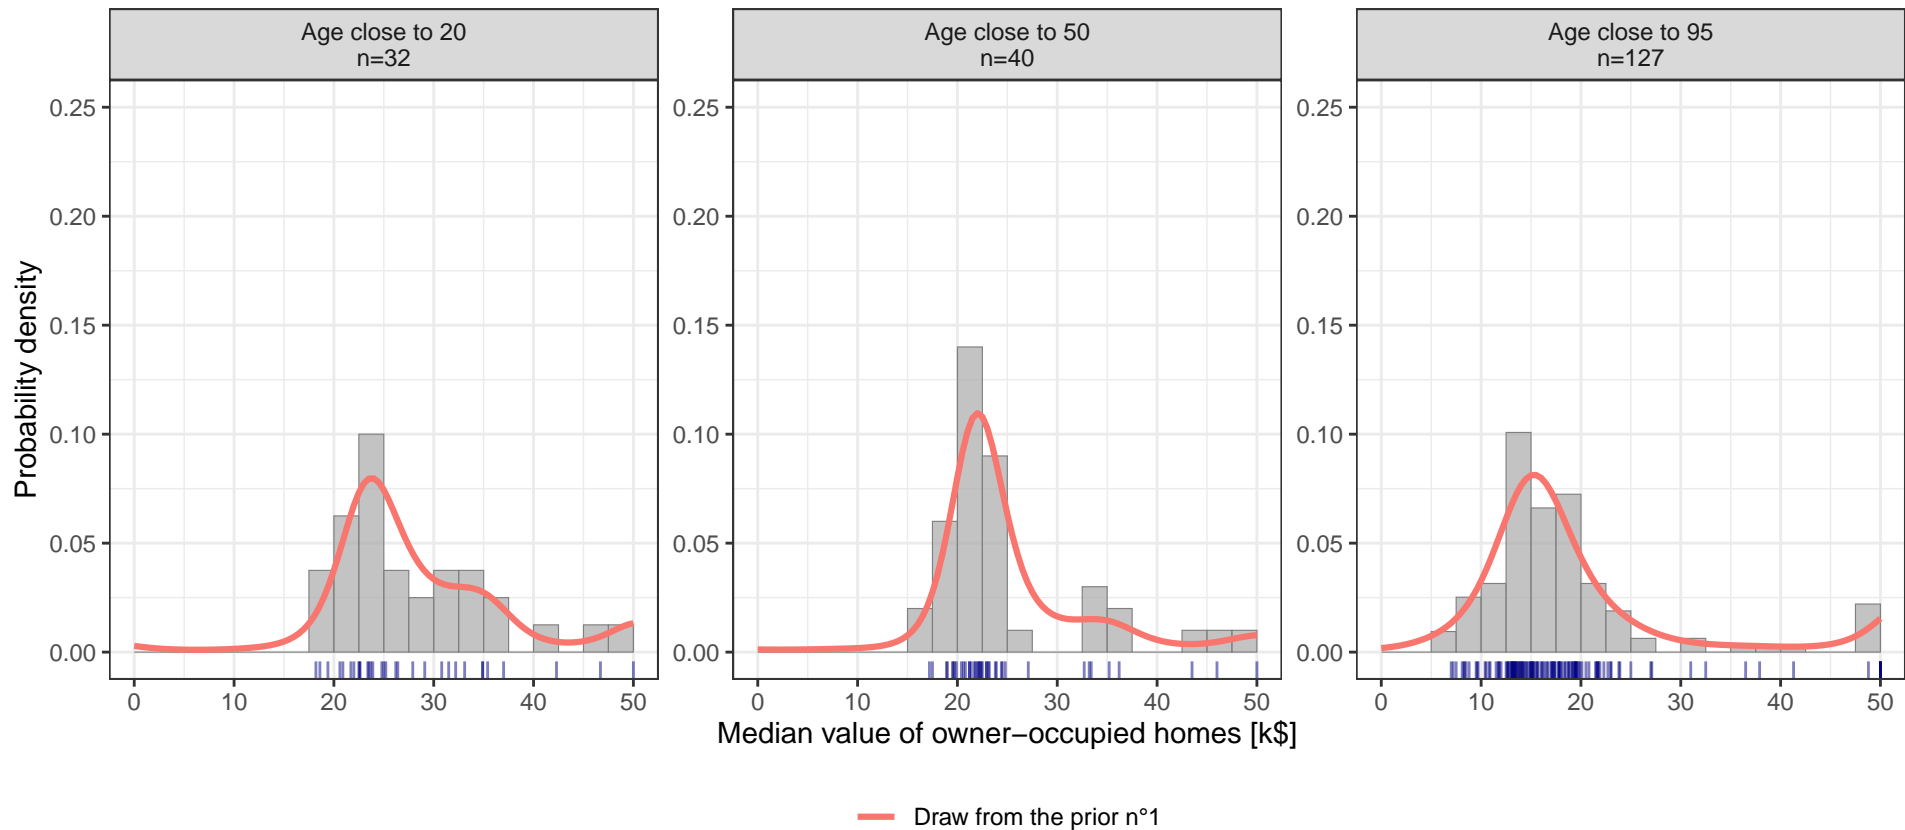 Age close to 20
n=32
Age close to 50
n=40
Age close to 95
n=127
Probability density
0.25
0.20
0.15
0.10
0.05
0.00
0.25
0.20
0.15
0.10
0.05
0.00
0.25
0.20
0.15
0.10
0.05
0.00
0 10 20 30 40 50
0 10 20 30 40 50
0 10 20 30 40 50
Median value of owner−occupied homes [k$]
Draw from the prior n°1